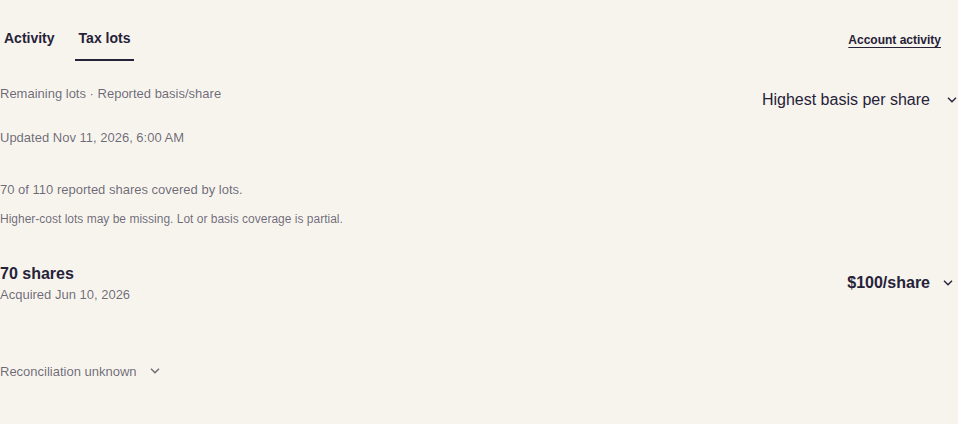 Activity Tax lots Account activity
Remaining lots · Reported basis/share
Highest basis per share
Updated Nov 11, 2026, 6:00 AM
70 of 110 reported shares covered by lots.
Higher-cost lots may be missing. Lot or basis coverage is partial.
70 shares
$100/share
Acquired Jun 10, 2026
Reconciliation unknown